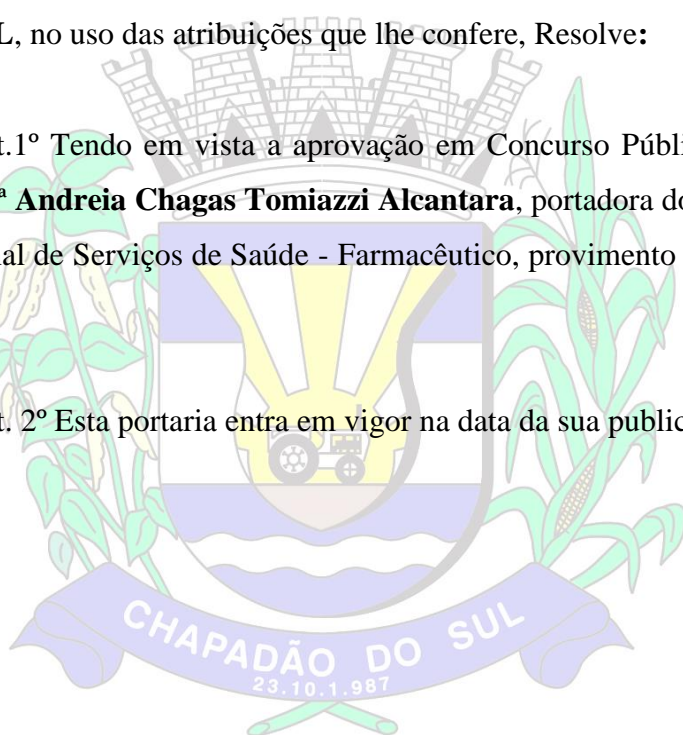 L, no uso das atribuições que lhe confere, Resolve:
t.1º Tendo em vista a aprovação em Concurso Públi
ª Andreia Chagas Tomiazzi Alcantara, portadora do
al de Serviços de Saúde - Farmacêutico, provimento
t. 2º Esta portaria entra em vigor na data da sua public
CHAPADÃO DO SUL
23.10.1.987